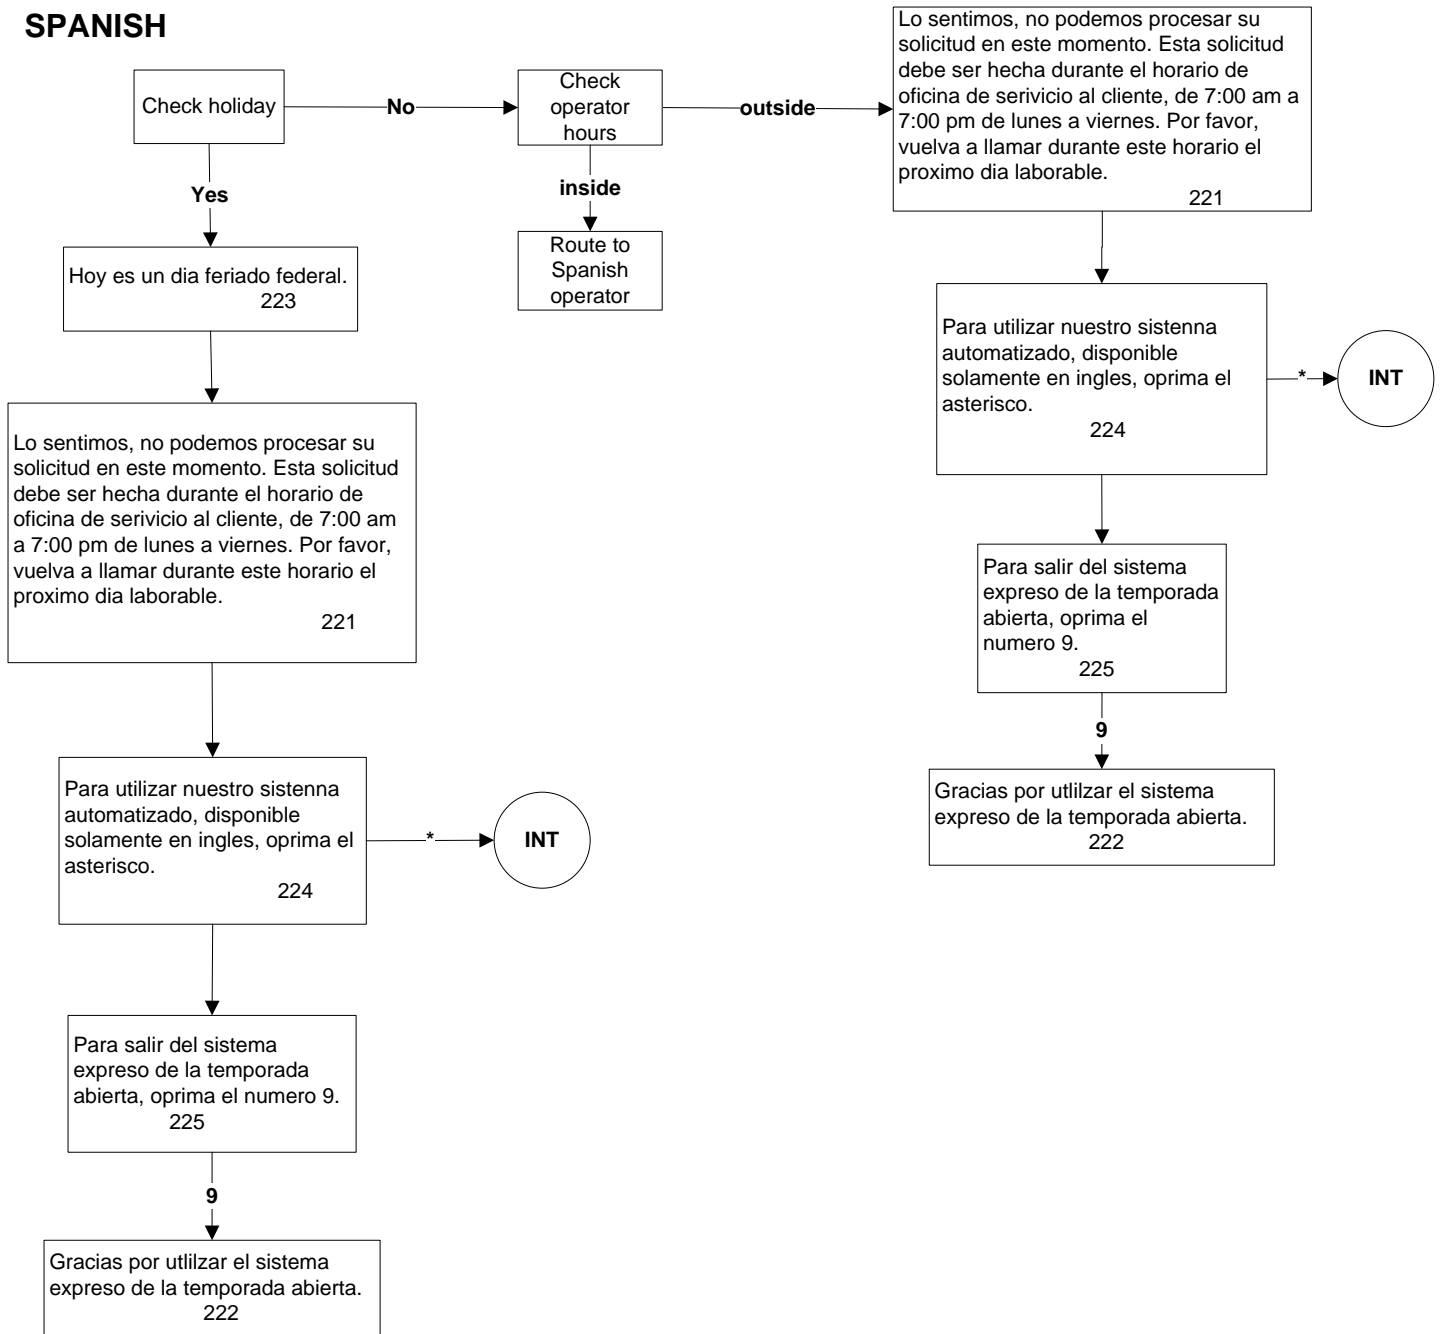 SPANISH
Check holiday
No
Check
operator
hours
outside
Lo sentimos, no podemos procesar su
solicitud en este momento. Esta solicitud
debe ser hecha durante el horario de
oficina de serivicio al cliente, de 7:00 am a
7:00 pm de lunes a viernes. Por favor,
vuelva a llamar durante este horario el
proximo dia laborable.
221
Yes
inside
Route to
Spanish
operator
Hoy es un dia feriado federal.
223
Para utilizar nuestro sistenna
automatizado, disponible
solamente en ingles, oprima el
asterisco.
224
*
INT
Lo sentimos, no podemos procesar su
solicitud en este momento. Esta solicitud
debe ser hecha durante el horario de
oficina de serivicio al cliente, de 7:00 am
a 7:00 pm de lunes a viernes. Por favor,
vuelva a llamar durante este horario el
proximo dia laborable.
221
Para salir del sistema
expreso de la temporada
abierta, oprima el
numero 9.
225
9
Gracias por utlilzar el sistema
expreso de la temporada abierta.
222
Para utilizar nuestro sistenna
automatizado, disponible
solamente en ingles, oprima el
asterisco.
224
*
INT
Para salir del sistema
expreso de la temporada
abierta, oprima el numero 9.
225
9
Gracias por utlilzar el sistema
expreso de la temporada abierta.
222